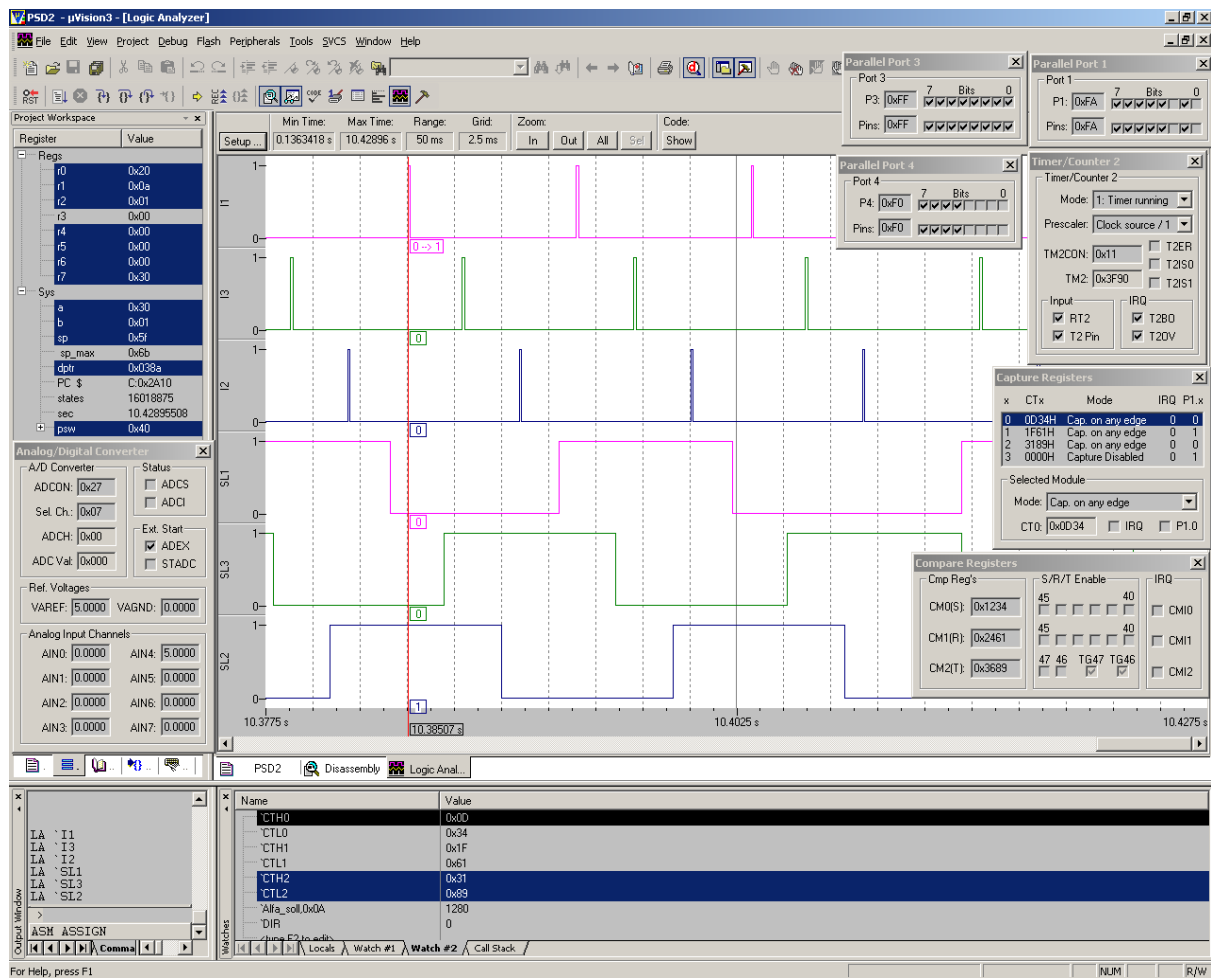 PSD2 - µVision3 - [Logic Analyzer]
File Edit View Project Debug Flash Peripherals Tools SVCS Window Help
Project Workspace
Register Value
Regs
r0 0x20
r1 0x0a
r2 0x01
r3 0x00
r4 0x00
r5 0x00
r6 0x00
r7 0x30
Sys
a 0x30
b 0x01
sp 0x5f
sp_max 0x6b
dptr 0x038a
PC $ C:0x2A10
states 16018875
sec 10.42895508
psw 0x40
Analog/Digital Converter
A/D Converter Status
ADCON: 0x27 ADCS
Sel. Ch.: 0x07 ADCI
ADCH: 0x00 Ext. Start
ADEX
ADC Val: 0x000 STADC
Ref. Voltages
VAREF: 5.0000 VAGND: 0.0000
Analog Input Channels
AIN0: 0.0000 AIN4: 5.0000
AIN1: 0.0000 AIN5: 0.0000
AIN2: 0.0000 AIN6: 0.0000
AIN3: 0.0000 AIN7: 0.0000
Min Time: Max Time: Range: Grid: Zoom: Code:
Setup ... 0.1363418 s 10.42896 s 50 ms 2.5 ms In Out All Sel Show
1
I1
0
0 --> 1
1
I3
0
0
1
I2
0
0
1
SL1
0
0
1
SL3
0
0
1
SL2
0
1
10.3775 s 10.4025 s 10.4275 s
10.38507 s
PSD2 Disassembly Logic Anal...
Parallel Port 3
Port 3
7 Bits 0
P3: 0xFF
Pins: 0xFF
Parallel Port 1
Port 1
7 Bits 0
P1: 0xFA
Pins: 0xFA
Parallel Port 4
Port 4
7 Bits 0
P4: 0xF0
Pins: 0xF0
Timer/Counter 2
Timer/Counter 2
Mode: 1: Timer running
Prescaler: Clock source / 1
TM2CON: 0x11 T2ER
T2IS0
TM2: 0x3F90 T2IS1
Input IRQ
RT2 T2BO
T2 Pin T2OV
Capture Registers
x CTx Mode IRQ P1.x
0 0D34H Cap. on any edge 0 0
1 1F61H Cap. on any edge 0 1
2 3189H Cap. on any edge 0 0
3 0000H Capture Disabled 0 1
Selected Module
Mode: Cap. on any edge
CT0: 0x0D34 IRQ P1.0
Compare Registers
Cmp Reg's S/R/T Enable IRQ
45 40
CM0(S): 0x1234 CMI0
45 40
CM1(R): 0x2461 CMI1
47 46 TG47 TG46
CM2(T): 0x3689 CMI2
LA `I1
LA `I3
LA `I2
LA `SL1
LA `SL3
LA `SL2
>
ASM ASSIGN
Comma
Output Window
Name Value
`CTH0 0x0D
`CTL0 0x34
`CTH1 0x1F
`CTL1 0x61
`CTH2 0x31
`CTL2 0x89
`Alfa_soll,0x0A 1280
`DIR 0
<type F2 to edit>
Locals Watch #1 Watch #2 Call Stack
Watches
For Help, press F1 NUM R/W